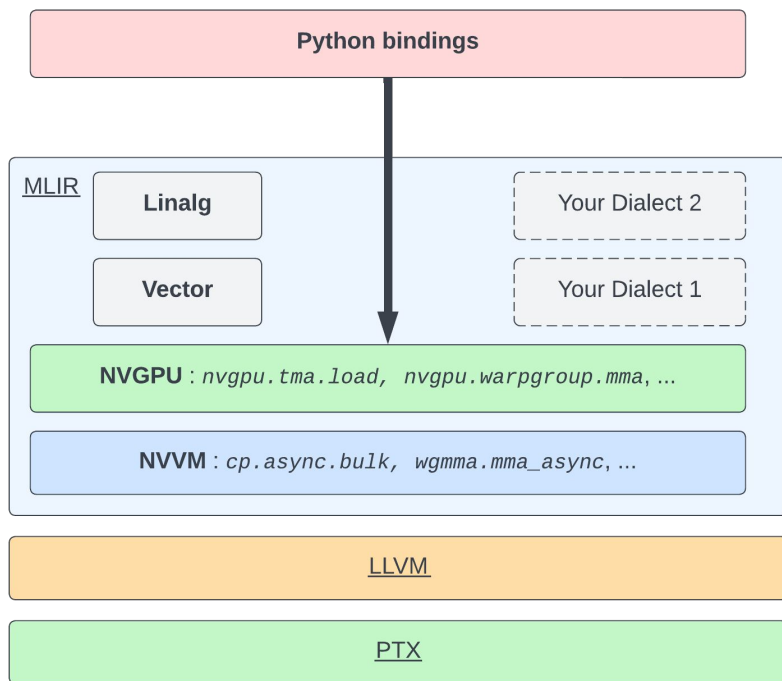 Python bindings
MLIR
Linalg
Your Dialect 2
Vector
Your Dialect 1
NVGPU : nvgpu.tma.load, nvgpu.warpgroup.mma, ...
NVVM : cp.async.bulk, wgmma.mma_async, ...
LLVM
PTX